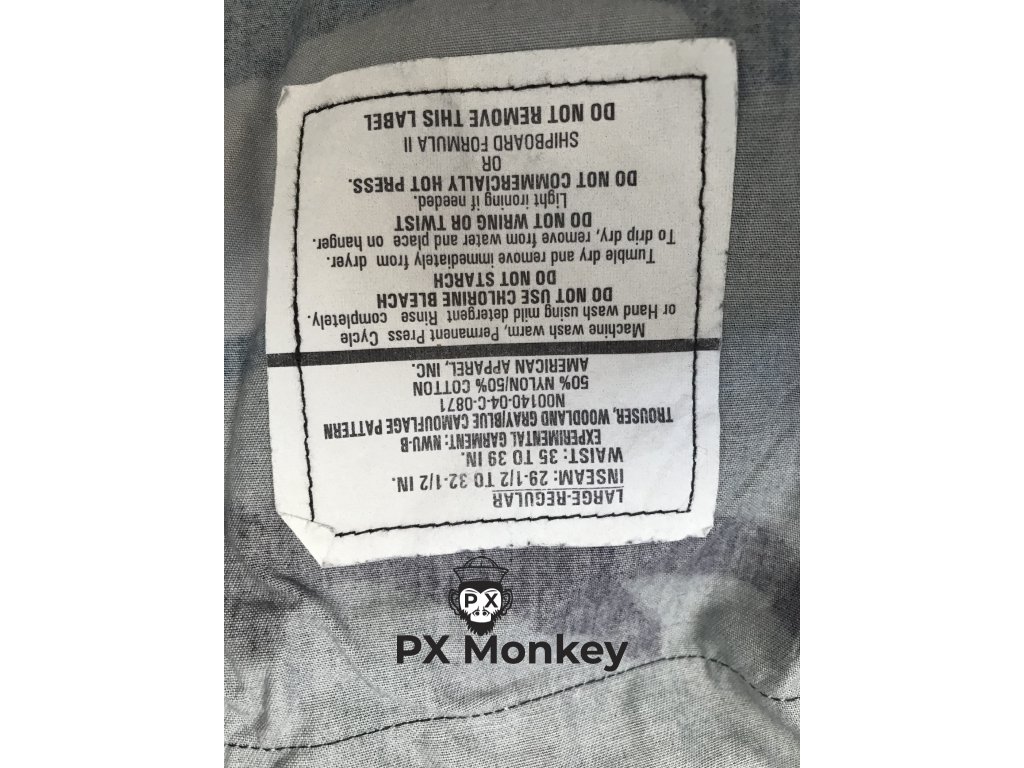 LARGE-REGULAR
INSEAM: 29-1/2 TO 32-1/2 IN.
WAIST: 35 TO 39 IN.
EXPERIMENTAL GARMENT: NWU-B
TROUSER, WOODLAND GRAY/BLUE CAMOUFLAGE PATTERN
N00140-04-C-0871
50% NYLON/50% COTTON
AMERICAN APPAREL, INC.
Machine wash warm, Permanent Press Cycle
or Hand wash using mild detergent Rinse completely.
DO NOT USE CHLORINE BLEACH
DO NOT STARCH
Tumble dry and remove immediately from dryer.
To drip dry, remove from water and place on hanger.
DO NOT WRING OR TWIST
Light ironing if needed.
DO NOT COMMERCIALLY HOT PRESS.
OR
SHIPBOARD FORMULA II
DO NOT REMOVE THIS LABEL
P X
PX Monkey